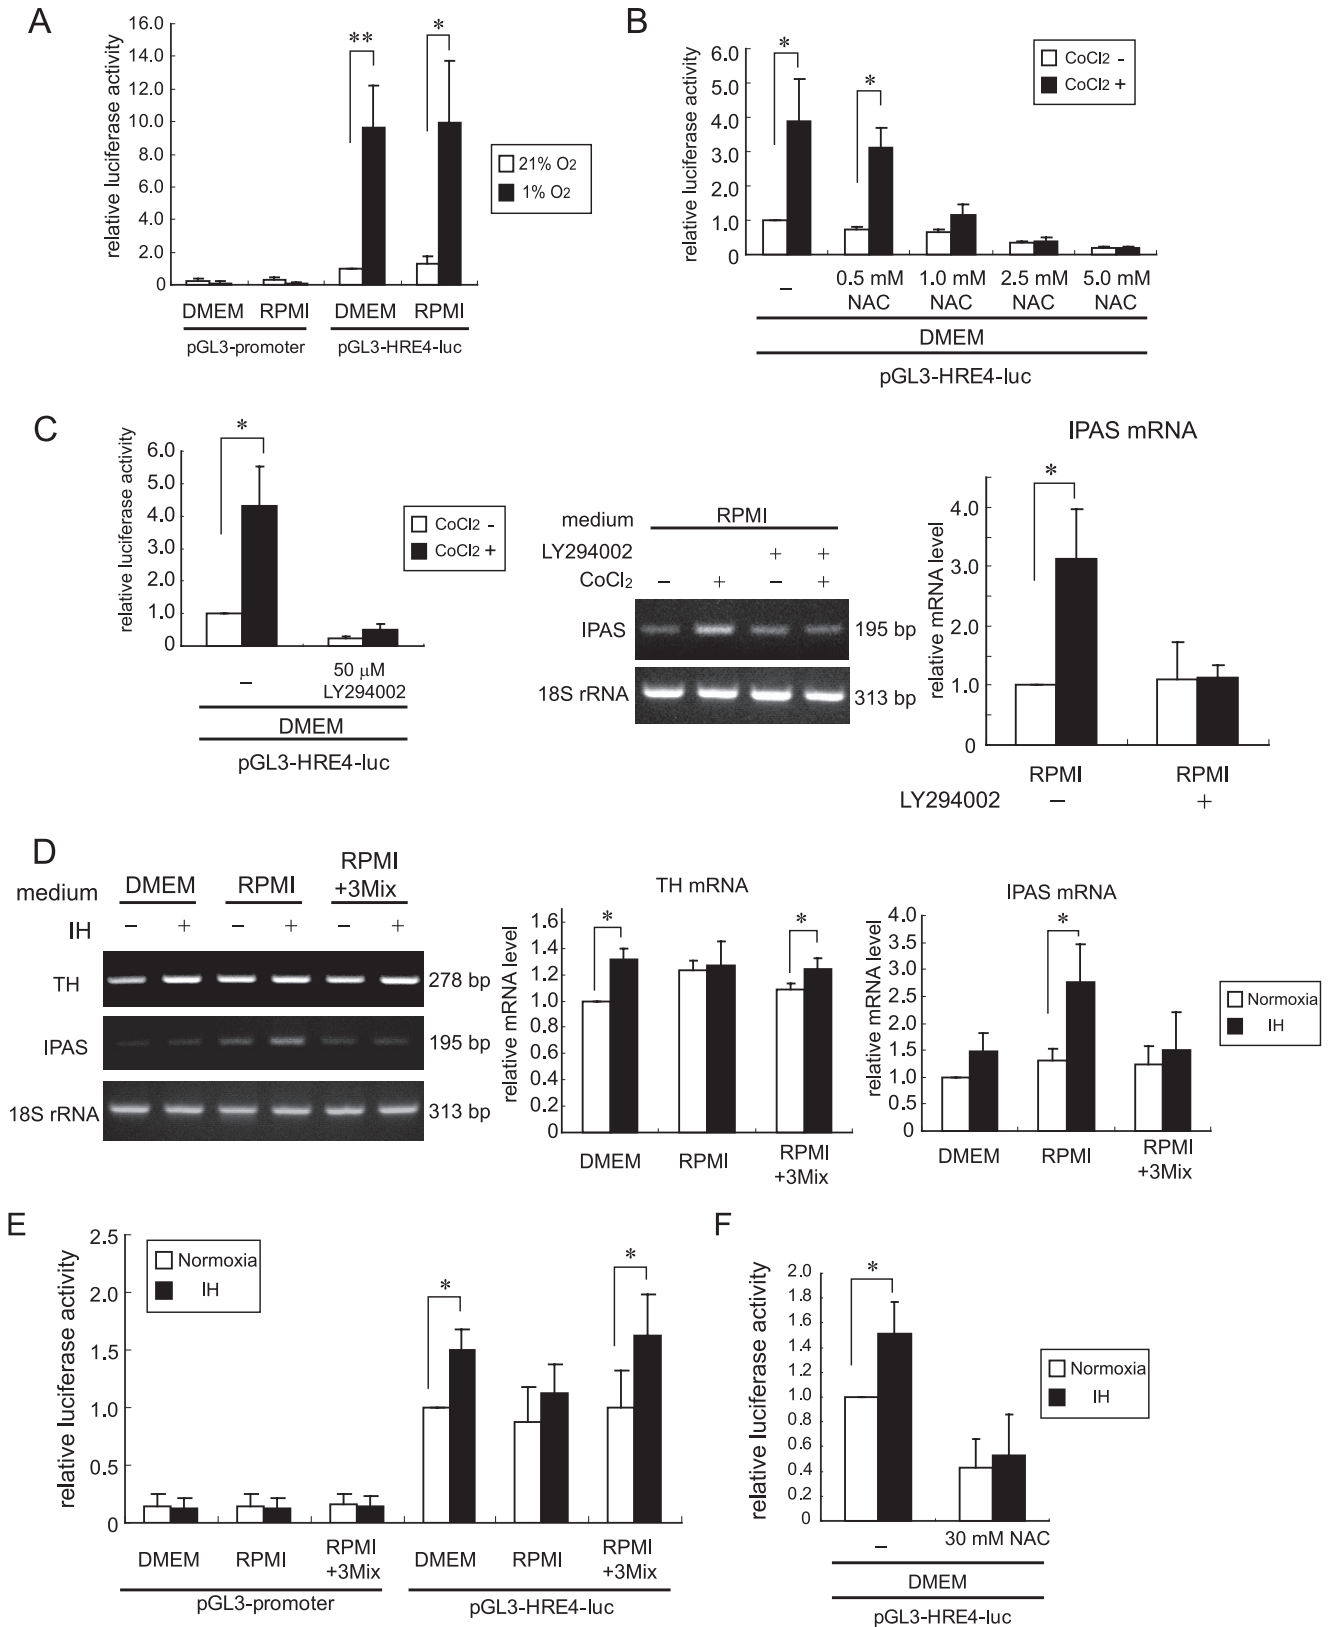 A
relative luciferase activity
16.0
14.0
12.0
10.0
8.0
6.0
4.0
2.0
0
**
*
21% O2
1% O2
DMEM RPMI DMEM RPMI
pGL3-promoter pGL3-HRE4-luc
B
relative luciferase activity
6.0
5.0
4.0
3.0
2.0
1.0
0
*
*
CoCl2 -
CoCl2 +
– 0.5 mM 1.0 mM 2.5 mM 5.0 mM
NAC NAC NAC NAC
DMEM
pGL3-HRE4-luc
C
relative luciferase activity
6.0
5.0
4.0
3.0
2.0
1.0
0
*
CoCl2 -
CoCl2 +
– 50 µM
LY294002
DMEM
pGL3-HRE4-luc
medium RPMI
LY294002 + +
CoCl2 – + – +
IPAS 195 bp
18S rRNA 313 bp
IPAS mRNA
relative mRNA level
4.0
3.0
2.0
1.0
0
*
RPMI RPMI
LY294002 – +
D
medium DMEM RPMI RPMI
+3Mix
IH – + – + – +
TH 278 bp
IPAS 195 bp
18S rRNA 313 bp
TH mRNA
relative mRNA level
1.6
1.4
1.2
1.0
0.8
0.6
0.4
0.2
0
*
*
DMEM RPMI RPMI
+3Mix
IPAS mRNA
relative mRNA level
4.0
3.5
3.0
2.5
2.0
1.5
1.0
0.5
0
*
Normoxia
IH
DMEM RPMI RPMI
+3Mix
E
relative luciferase activity
2.5
2.0
1.5
1.0
0.5
0
Normoxia
IH
*
*
DMEM RPMI RPMI DMEM RPMI RPMI
+3Mix +3Mix
pGL3-promoter pGL3-HRE4-luc
F
relative luciferase activity
2.0
1.8
1.6
1.4
1.2
1.0
0.8
0.6
0.4
0.2
0
*
Normoxia
IH
– 30 mM NAC
DMEM
pGL3-HRE4-luc